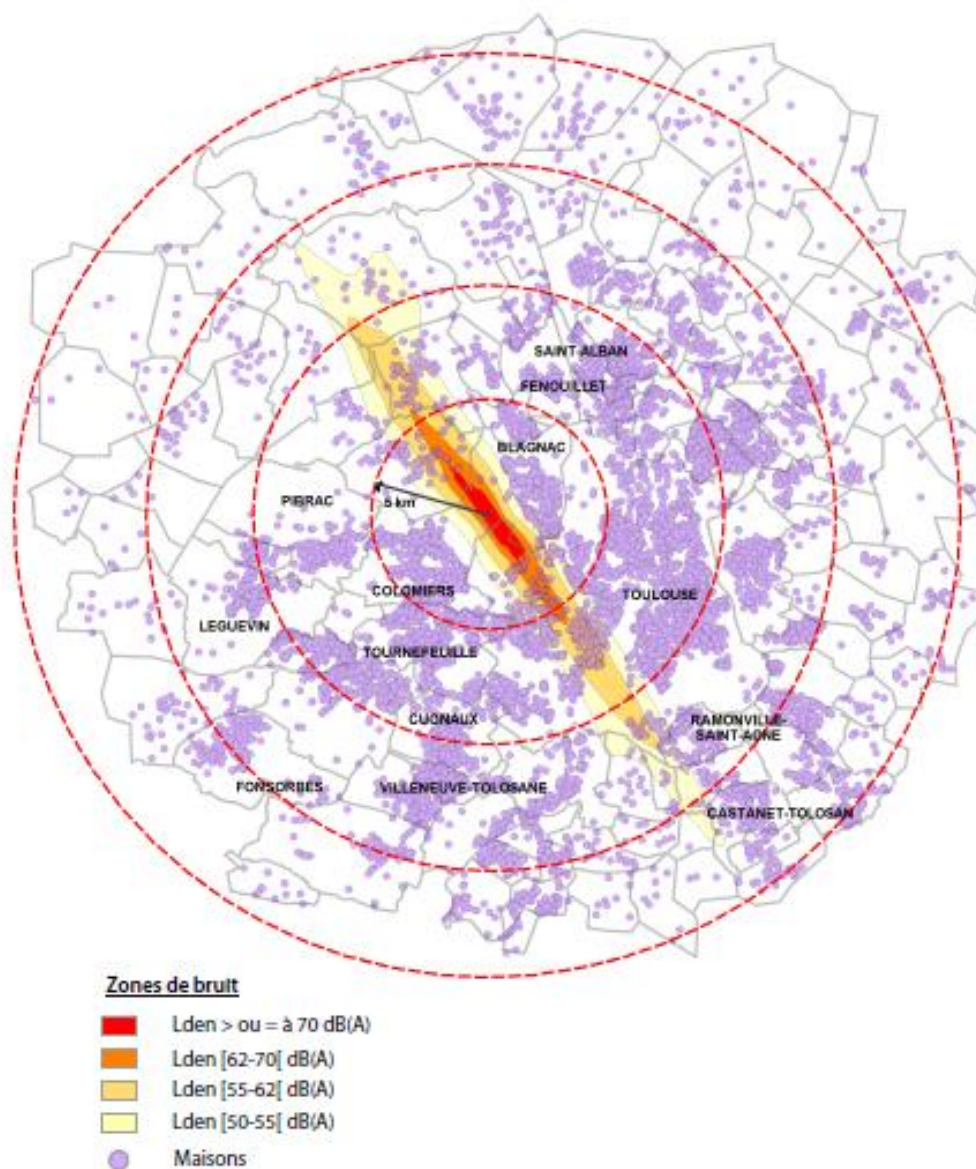 SAINT-ALBAN
FENOUILLET
BLAGNAC
PIBRAC
5 km
COLOMIERS
TOULOUSE
LEGUEVIN
TOURNEFEUILLE
CUGNAUX
RAMONVILLE-
SAINT-AGNE
FONSORBES
VILLENEUVE-TOLOSANE
CASTANET-TOLOSAN
Zones de bruit
Lden > ou = à 70 dB(A)
Lden [62-70[ dB(A)
Lden [55-62[ dB(A)
Lden [50-55[ dB(A)
Maisons